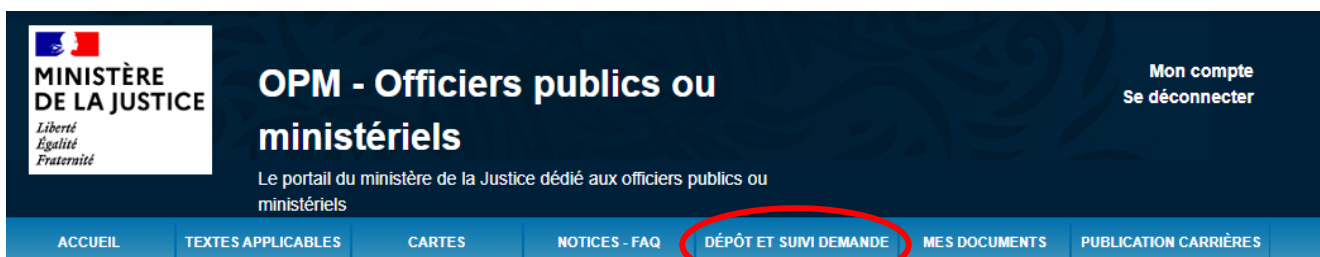 MINISTÈRE
DE LA JUSTICE
Liberté
Égalité
Fraternité
OPM - Officiers publics ou
ministériels
Le portail du ministère de la Justice dédié aux officiers publics ou
ministériels
Mon compte
Se déconnecter
ACCUEIL TEXTES APPLICABLES CARTES NOTICES - FAQ DÉPÔT ET SUIVI DEMANDE MES DOCUMENTS PUBLICATION CARRIÈRES